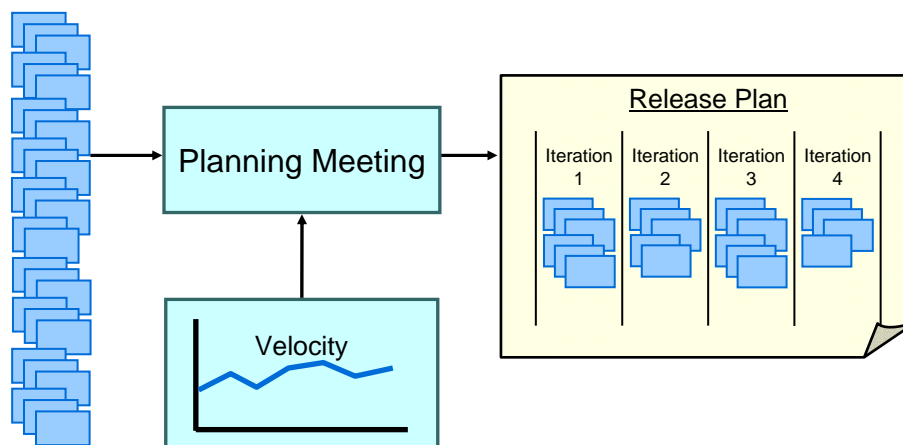 Release Plan
Planning Meeting
Iteration
1
Iteration
2
Iteration
3
Iteration
4
Velocity